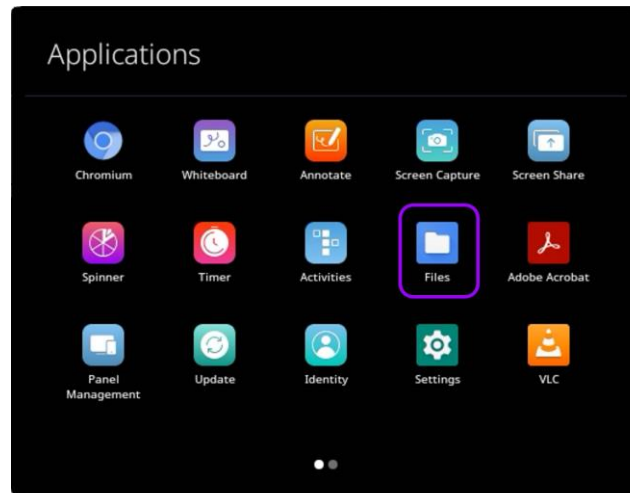 Applications
Chromium
Whiteboard
Annotate
Screen Capture
Screen Share
Spinner
Timer
Activities
Files
Adobe Acrobat
Panel
Management
Update
Identity
Settings
VLC